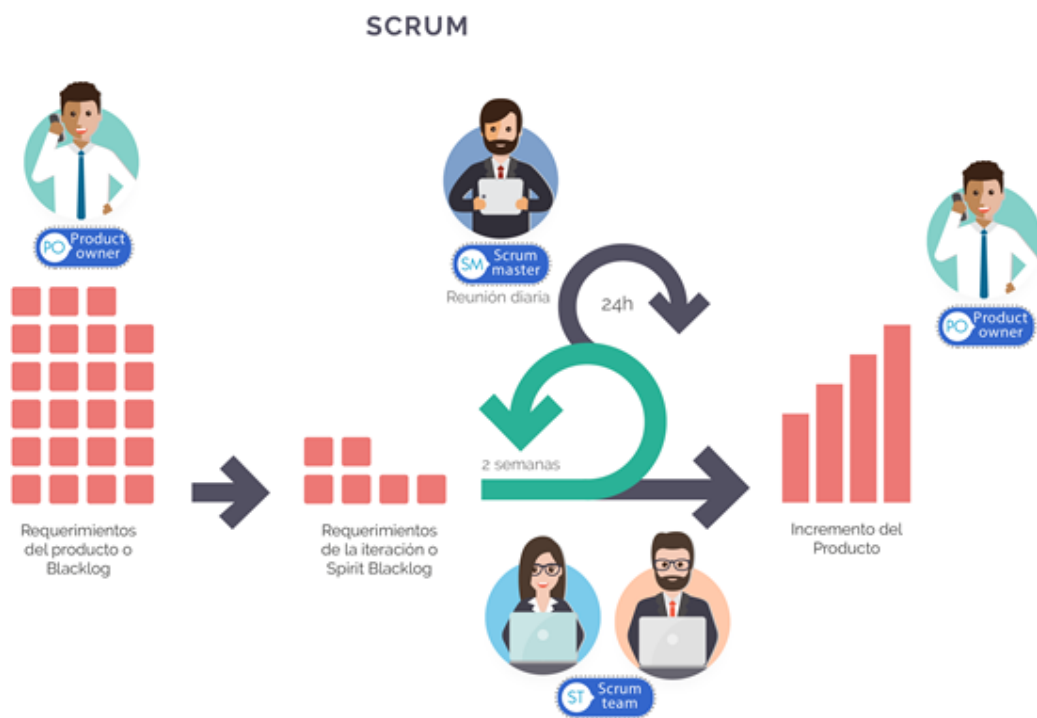 SCRUM
PO Product
owner
SM Scrum
master
Reunión diaria
24h
PO Product
owner
2 semanas
Requerimientos
del producto o
Blacklog
Requerimientos
de la iteración o
Spirit Blacklog
Incremento del
Producto
ST Scrum
team